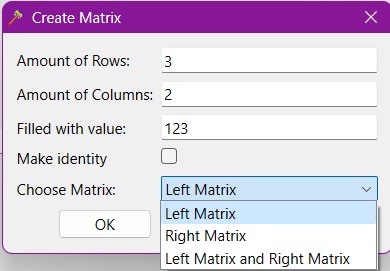 Create Matrix
Amount of Rows: 3
Amount of Columns: 2
Filled with value: 123
Make identity
Choose Matrix: Left Matrix
Left Matrix
OK
Right Matrix
Left Matrix and Right Matrix